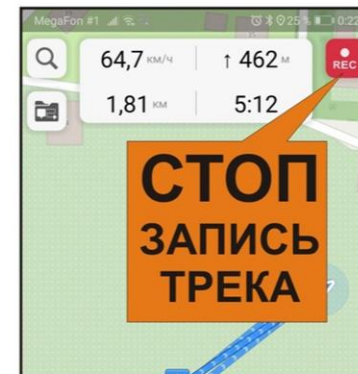 MegaFon #1 25 % 0:22
64,7 км/ч ↑ 462 м
REC
1,81 км 5:12
СТОП
ЗАПИСЬ
ТРЕКА